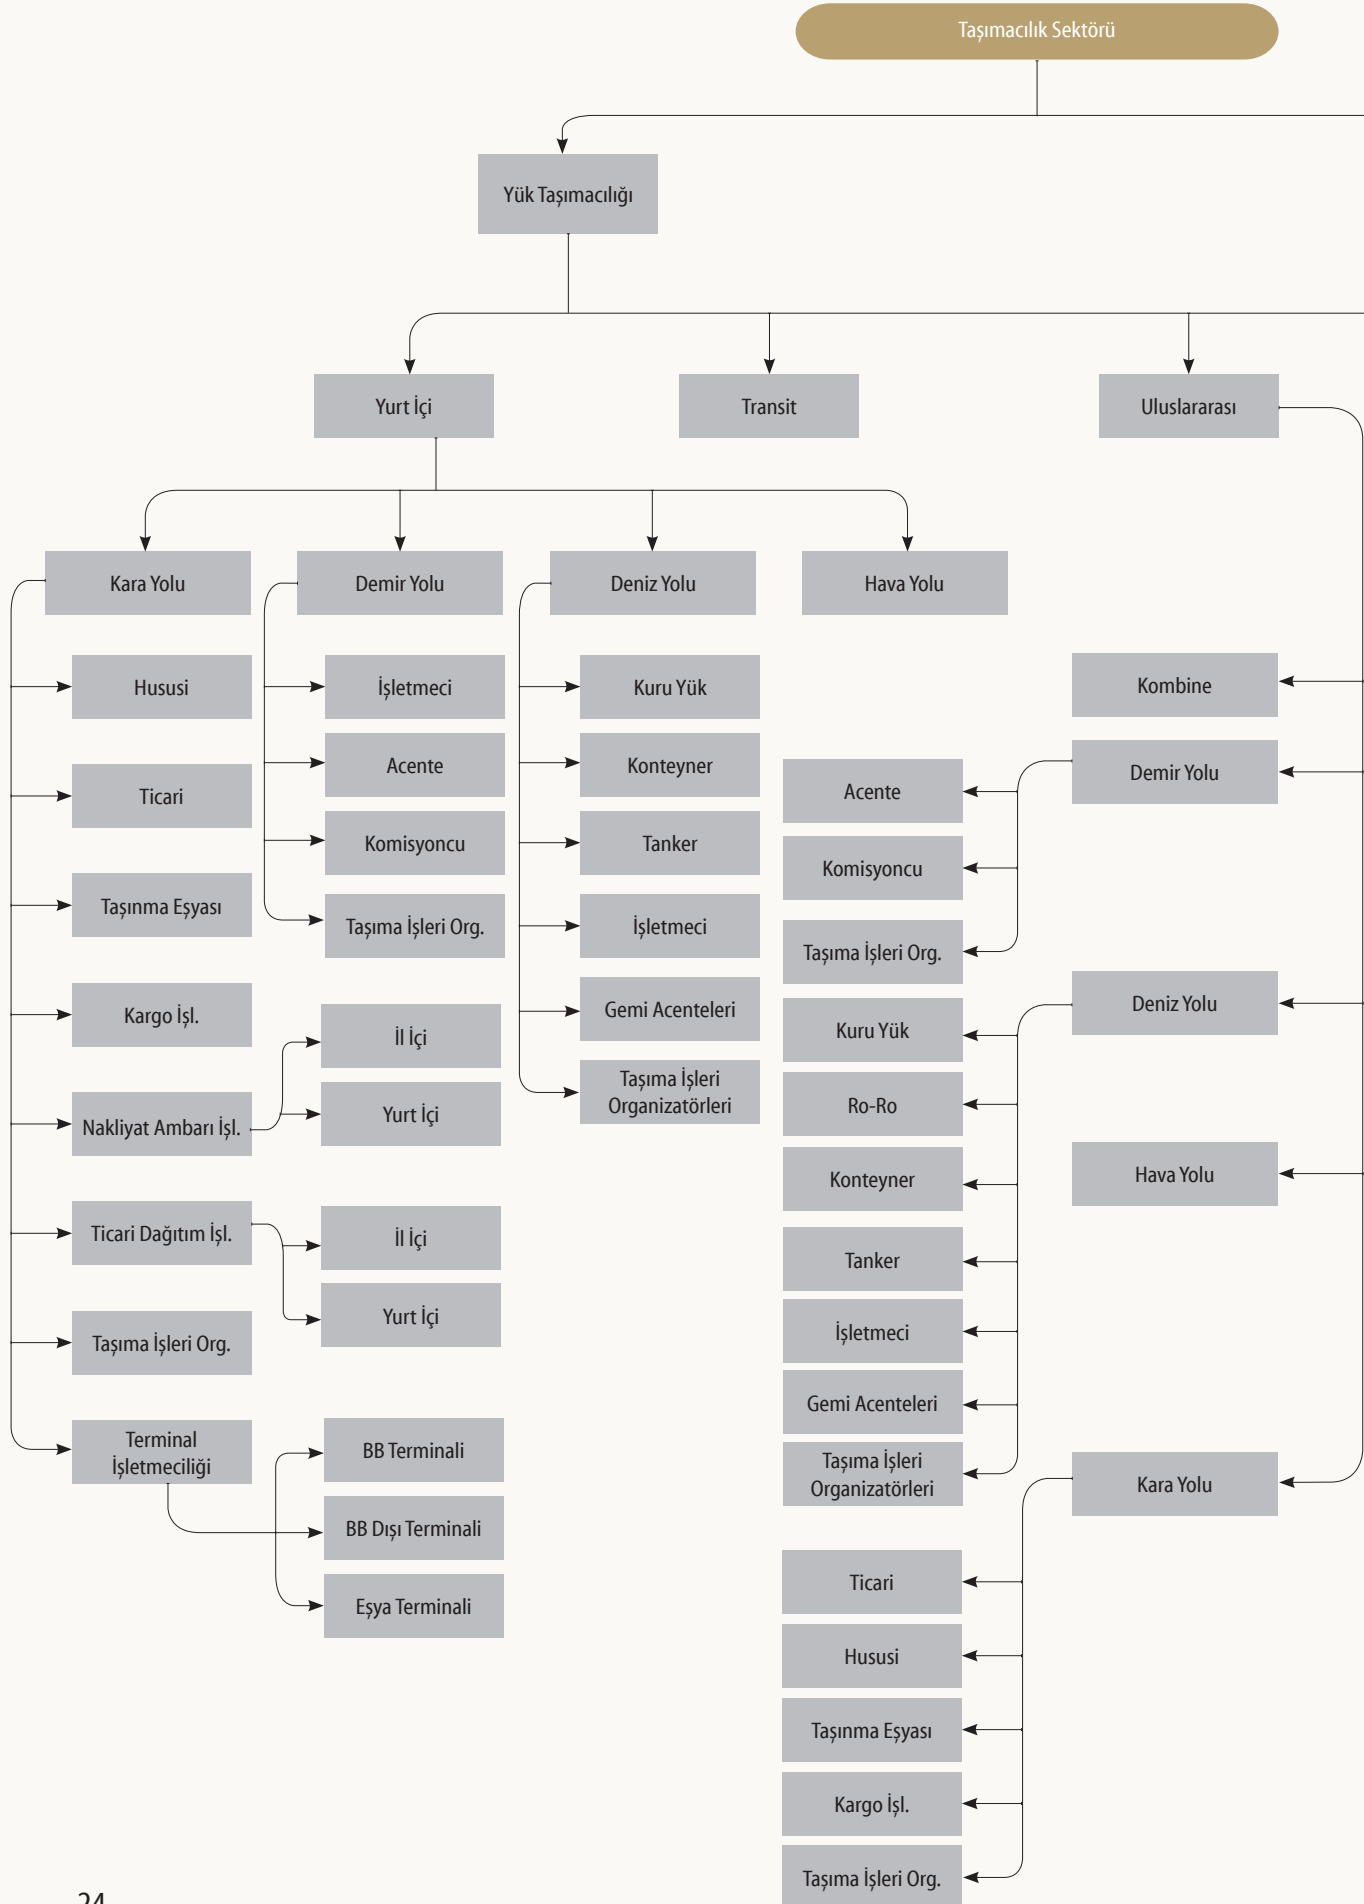 Taşımacılık Sektörü
Yük Taşımacılığı
Yurt İçi
Transit
Uluslararası
Kara Yolu
Demir Yolu
Deniz Yolu
Hava Yolu
Hususi
Ticari
Taşınma Eşyası
Kargo İşl.
Nakliyat Ambarı İşl.
Ticari Dağıtım İşl.
Taşıma İşleri Org.
Terminal
İşletmeciliği
İşletmeci
Acente
Komisyoncu
Taşıma İşleri Org.
İl İçi
Yurt İçi
İl İçi
Yurt İçi
BB Terminali
BB Dışı Terminali
Eşya Terminali
Kuru Yük
Konteyner
Tanker
İşletmeci
Gemi Acenteleri
Taşıma İşleri
Organizatörleri
Kombine
Demir Yolu
Acente
Komisyoncu
Taşıma İşleri Org.
Deniz Yolu
Kuru Yük
Ro-Ro
Konteyner
Tanker
İşletmeci
Gemi Acenteleri
Taşıma İşleri
Organizatörleri
Hava Yolu
Kara Yolu
Ticari
Hususi
Taşınma Eşyası
Kargo İşl.
Taşıma İşleri Org.
24